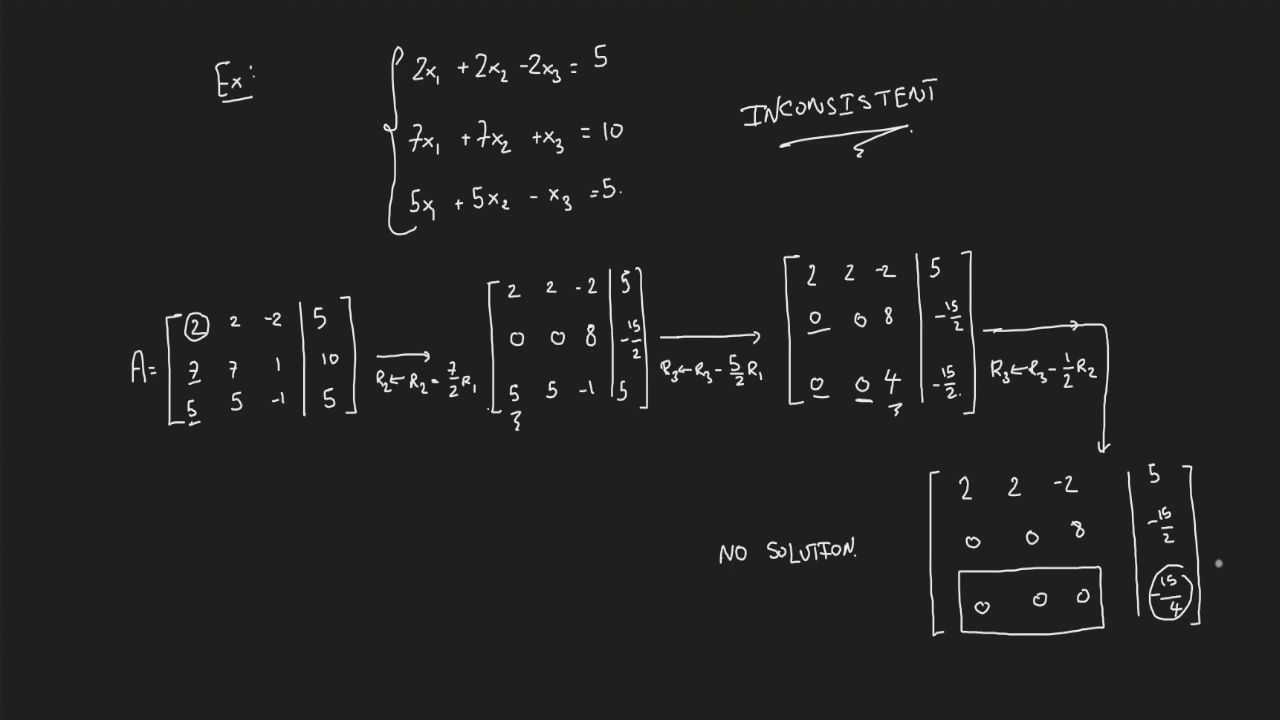 Ex:
2x₁ + 2x₂ - 2x₃ = 5
INCONSISTENT
7x₁ + 7x₂ + x₃ = 10
5x₁ + 5x₂ - x₃ = 5.
A = [ 2 2 -2 | 5 ]
[ 7 7 1 | 10 ]
[ 5 5 -1 | 5 ]
R₂ ← R₂ - 7/2 R₁
[ 2 2 -2 | 5 ]
[ 0 0 8 | -15/2 ]
[ 5 5 -1 | 5 ]
R₃ ← R₃ - 5/2 R₁
[ 2 2 -2 | 5 ]
[ 0 0 8 | -15/2 ]
[ 0 0 4 | -15/2 ]
R₃ ← R₃ - 1/2 R₂
[ 2 2 -2 | 5 ]
[ 0 0 8 | -15/2 ]
[ 0 0 0 | -15/4 ]
NO SOLUTION.